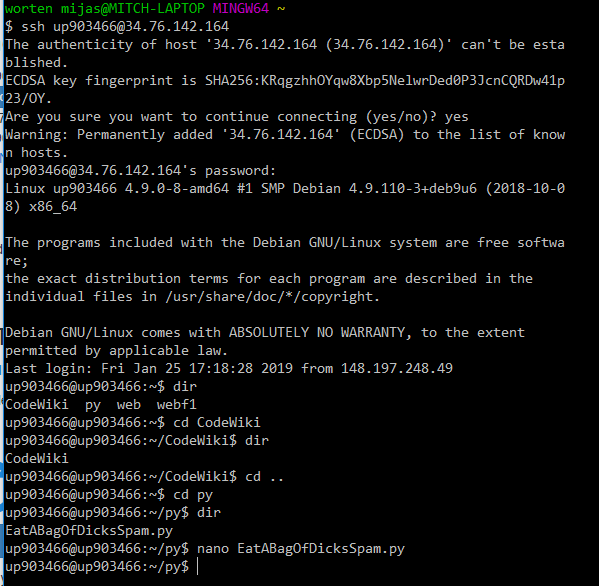 worten mijas@MITCH-LAPTOP MINGW64 ~
$ ssh up903466@34.76.142.164
The authenticity of host '34.76.142.164 (34.76.142.164)' can't be esta
blished.
ECDSA key fingerprint is SHA256:KRqgzhhOYqw8Xbp5NelwrDed0P3JcnCQRDw41p
23/OY.
Are you sure you want to continue connecting (yes/no)? yes
Warning: Permanently added '34.76.142.164' (ECDSA) to the list of know
n hosts.
up903466@34.76.142.164's password:
Linux up903466 4.9.0-8-amd64 #1 SMP Debian 4.9.110-3+deb9u6 (2018-10-0
8) x86_64

The programs included with the Debian GNU/Linux system are free softwa
re;
the exact distribution terms for each program are described in the
individual files in /usr/share/doc/*/copyright.

Debian GNU/Linux comes with ABSOLUTELY NO WARRANTY, to the extent
permitted by applicable law.
Last login: Fri Jan 25 17:18:28 2019 from 148.197.248.49
up903466@up903466:~$ dir
CodeWiki  py  web  webf1
up903466@up903466:~$ cd CodeWiki
up903466@up903466:~/CodeWiki$ dir
CodeWiki
up903466@up903466:~/CodeWiki$ cd ..
up903466@up903466:~$ cd py
up903466@up903466:~/py$ dir
EatABagOfDicksSpam.py
up903466@up903466:~/py$ nano EatABagOfDicksSpam.py
up903466@up903466:~/py$